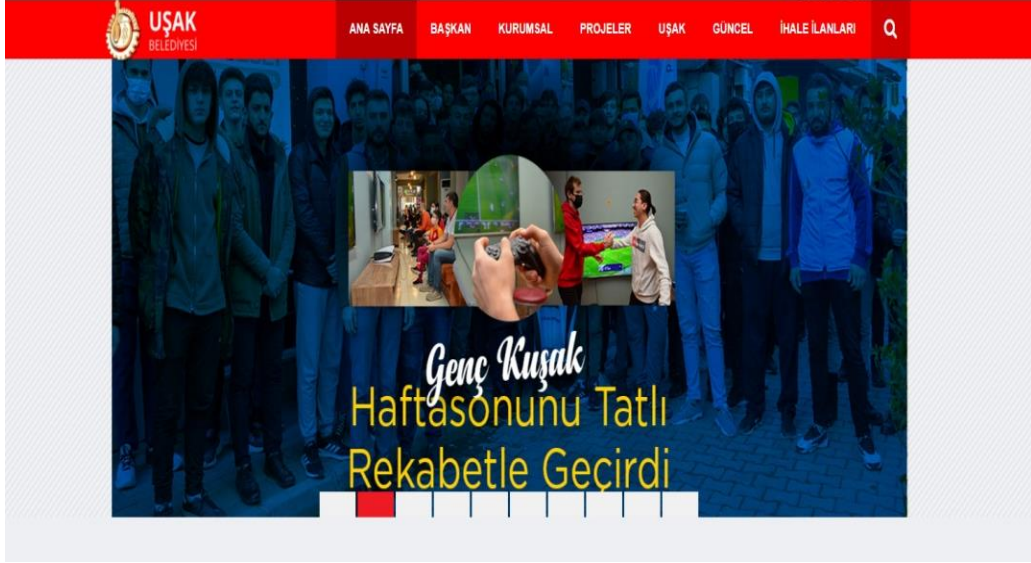 UŞAK
BELEDİYESİ
ANA SAYFA BAŞKAN KURUMSAL PROJELER UŞAK GÜNCEL İHALE İLANLARI
Genç Kuşak
Haftasonunu Tatlı
Rekabetle Geçirdi